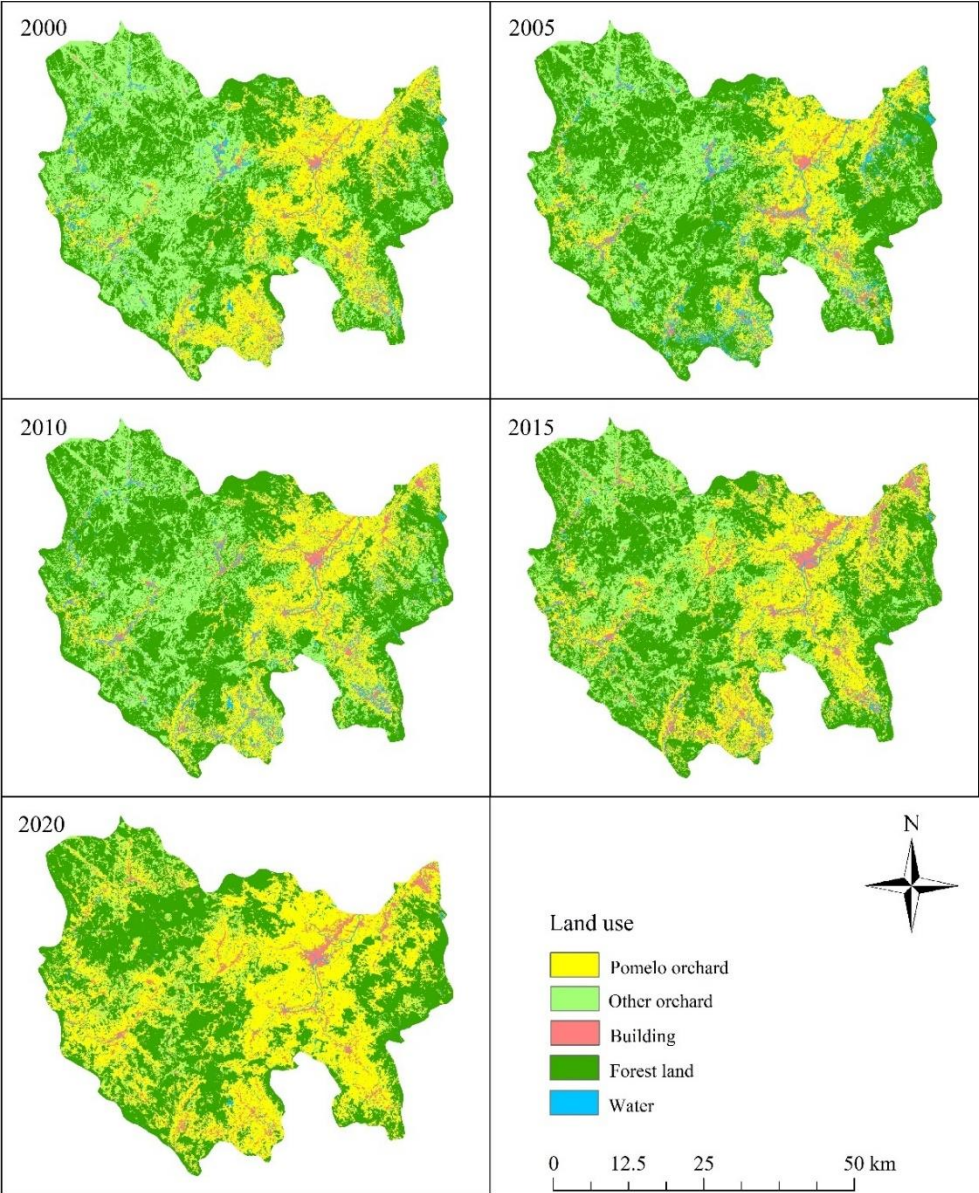 2000
2005
2010
2015
2020
N
Land use
Pomelo orchard
Other orchard
Building
Forest land
Water
0 12.5 25 50 km